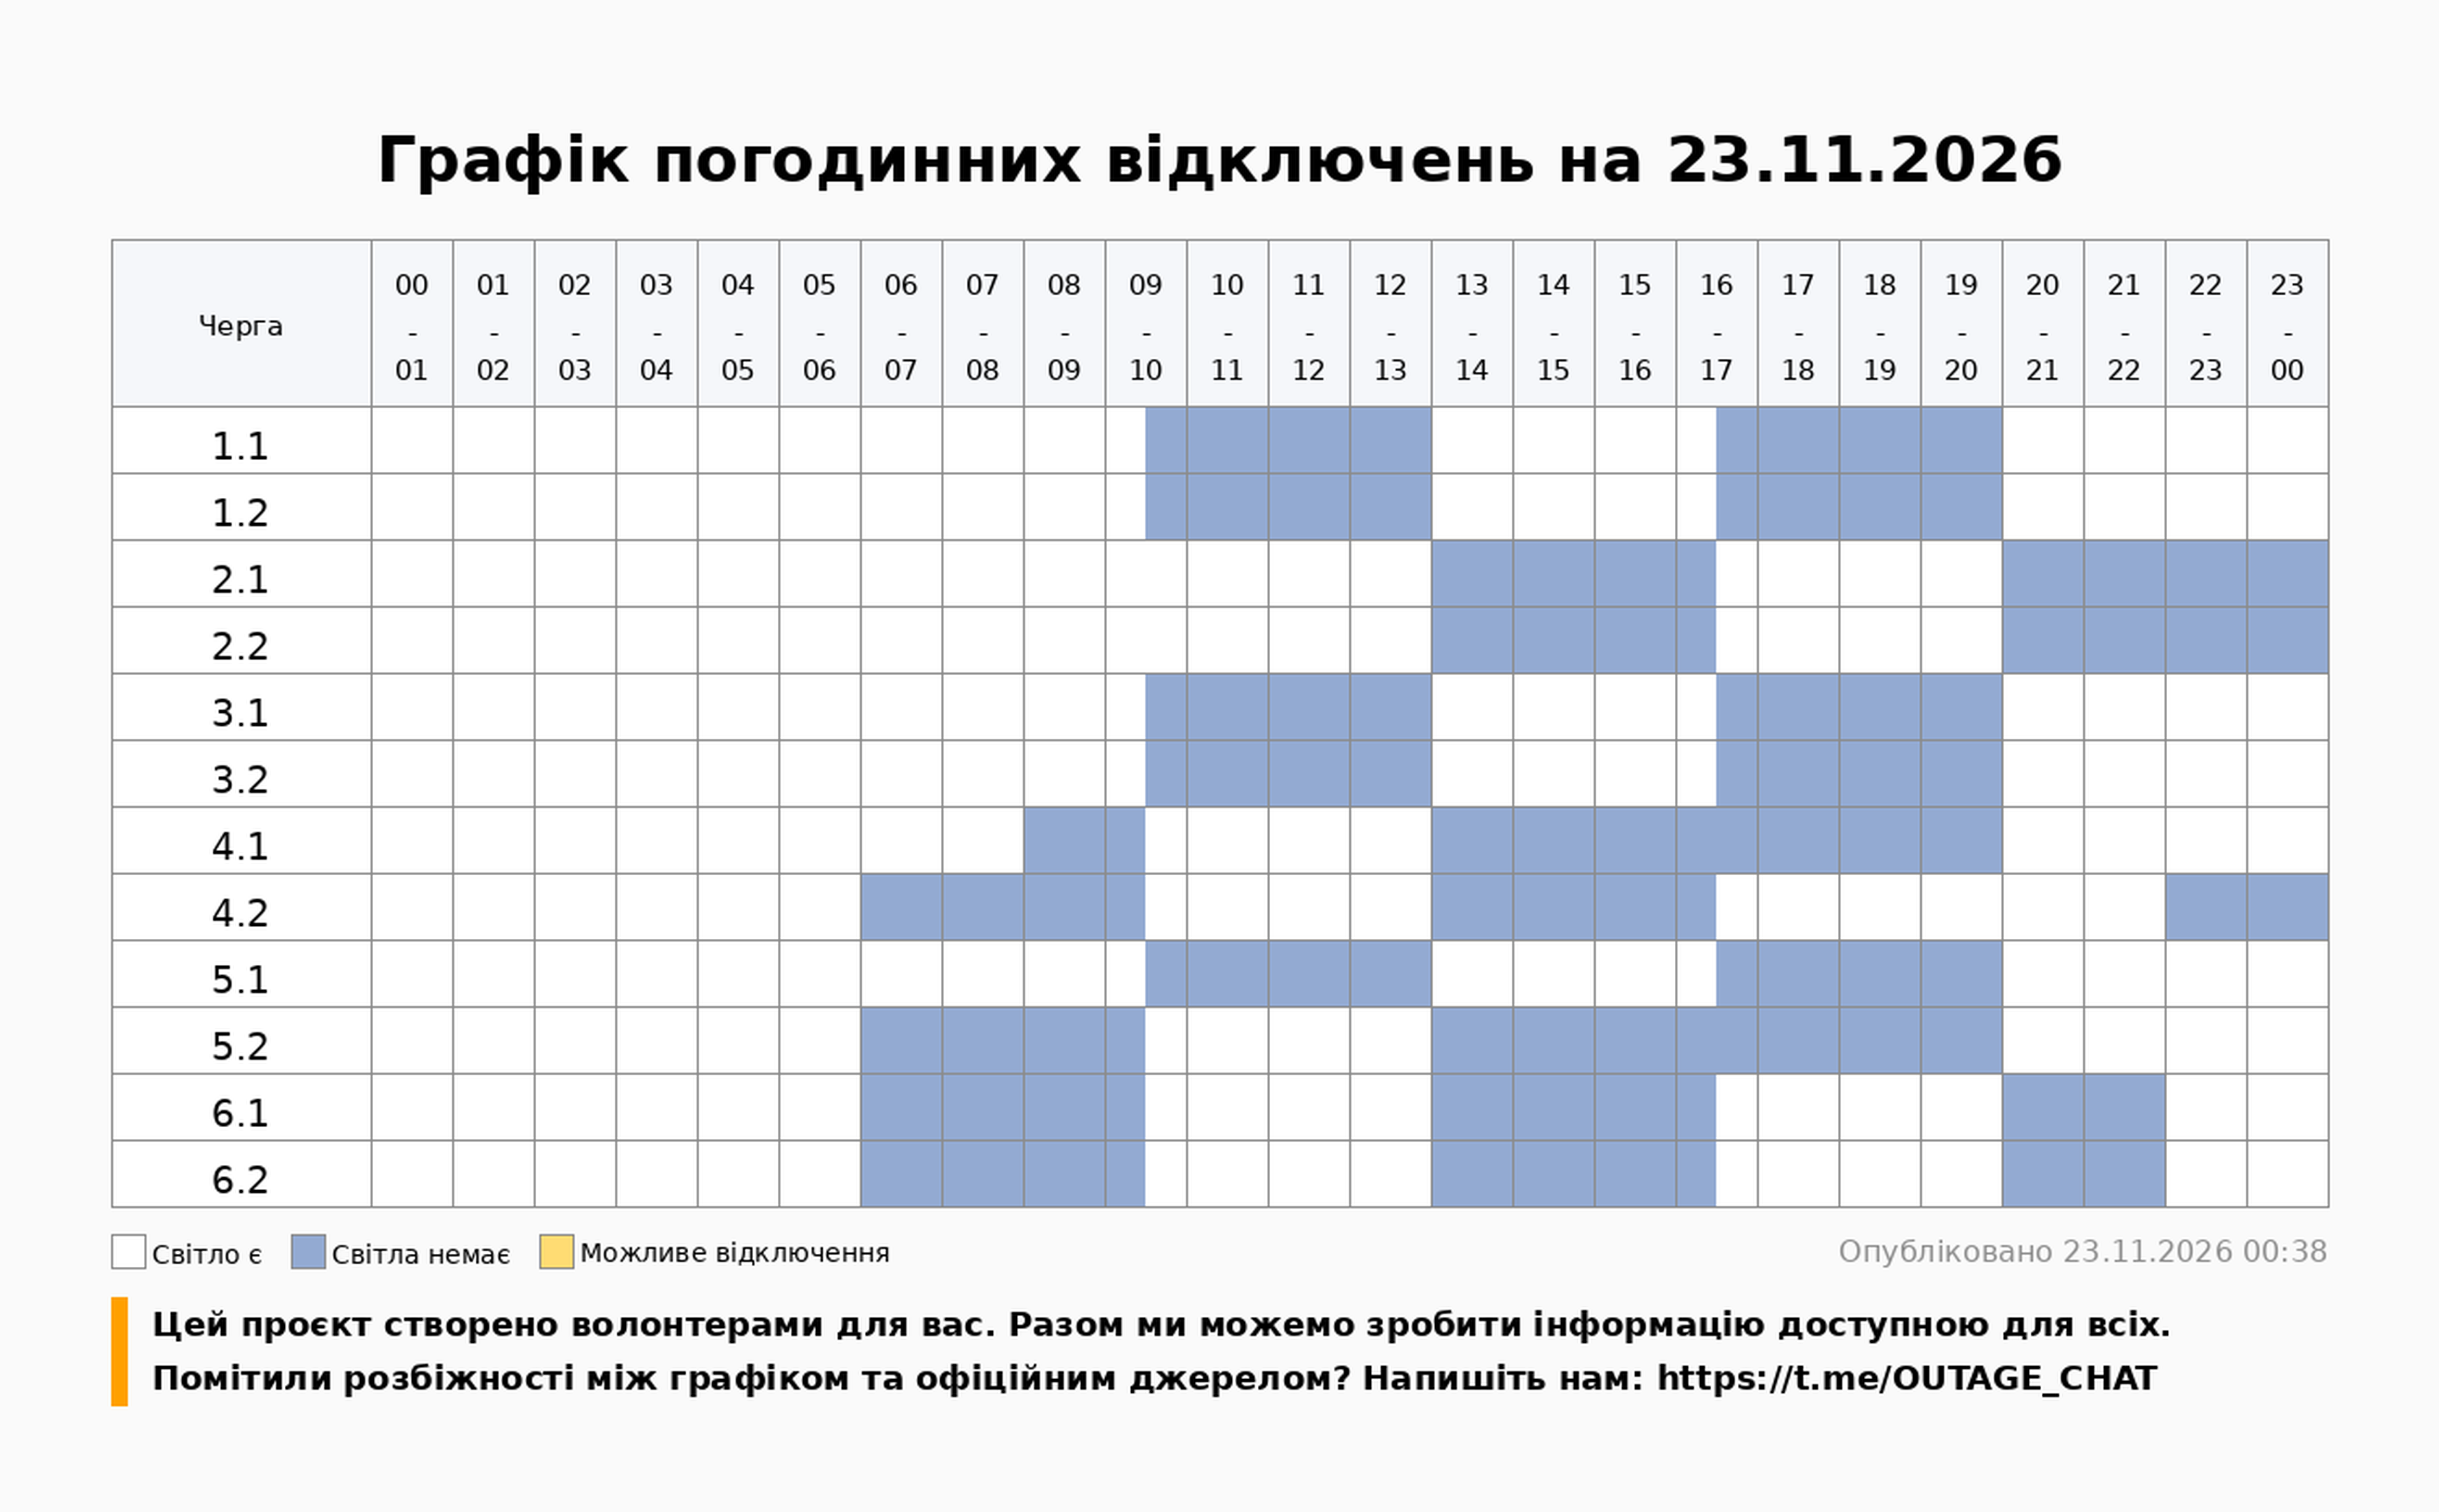 Графік погодинних відключень на 23.11.2026
Черга 00 - 01 01 - 02 02 - 03 03 - 04 04 - 05 05 - 06 06 - 07 07 - 08 08 - 09 09 - 10 10 - 11 11 - 12 12 - 13 13 - 14 14 - 15 15 - 16 16 - 17 17 - 18 18 - 19 19 - 20 20 - 21 21 - 22 22 - 23 23 - 00
1.1
1.2
2.1
2.2
3.1
3.2
4.1
4.2
5.1
5.2
6.1
6.2
Світло є Світла немає Можливе відключення Опубліковано 23.11.2026 00:38
Цей проєкт створено волонтерами для вас. Разом ми можемо зробити інформацію доступною для всіх.
Помітили розбіжності між графіком та офіційним джерелом? Напишіть нам: https://t.me/OUTAGE_CHAT